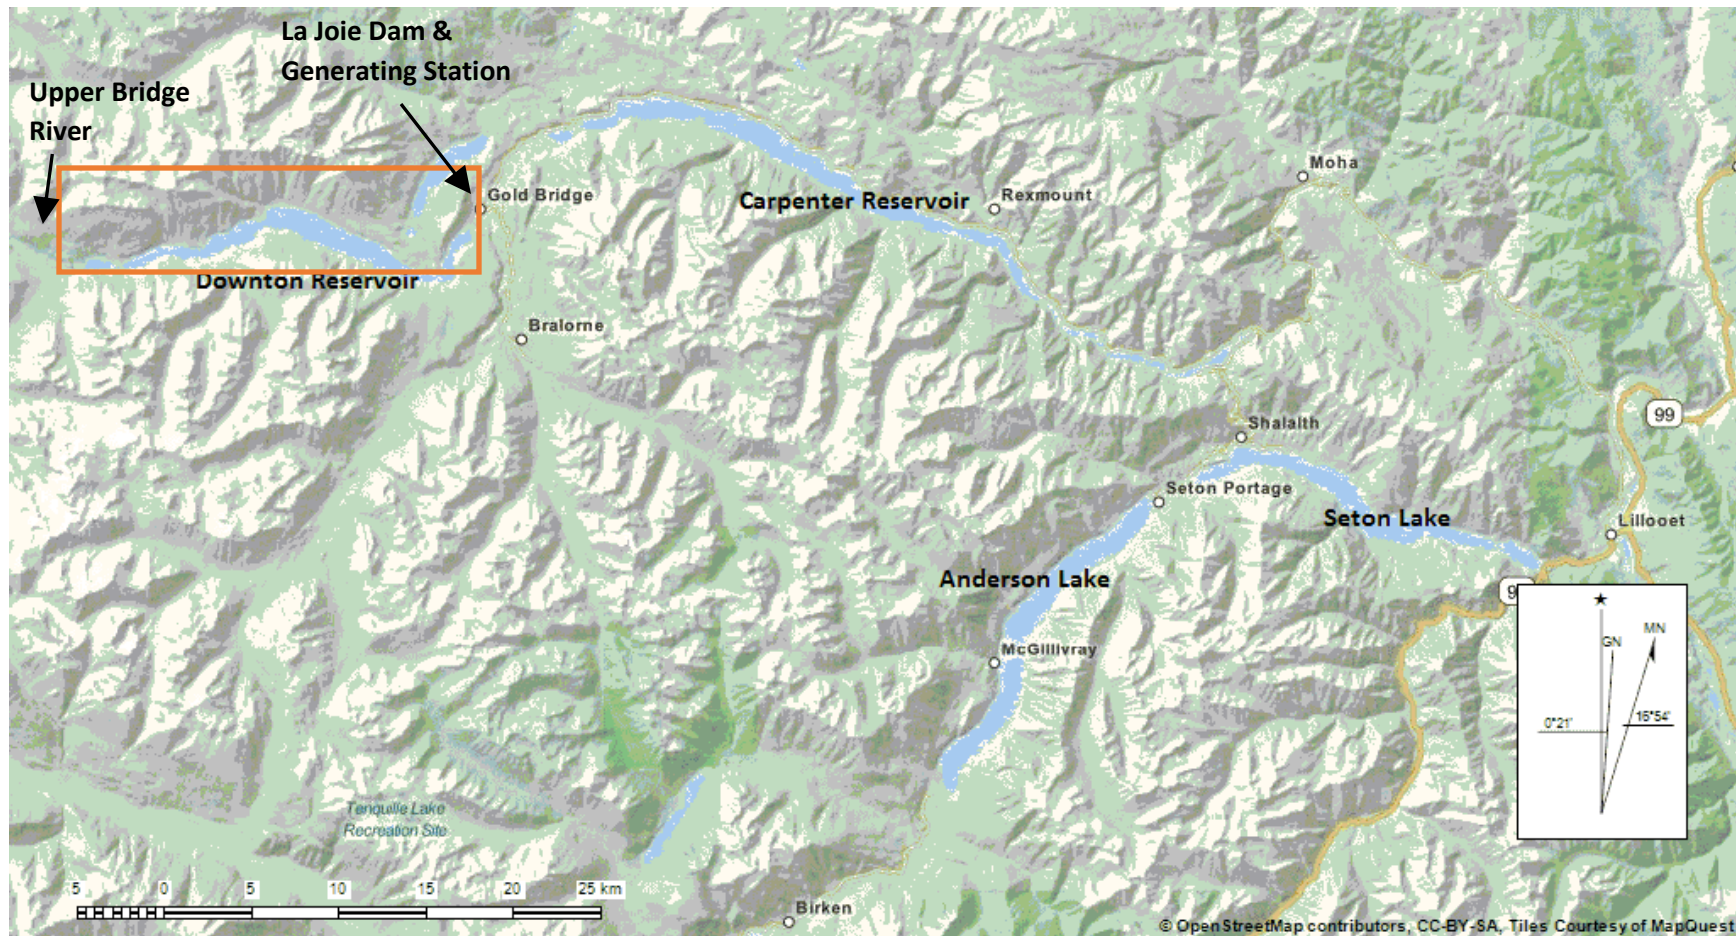 La Joie Dam &
Generating Station
Upper Bridge
River
Gold Bridge
Carpenter Reservoir
Rexmount
Moha
Downton Reservoir
Bralorne
99
Shalalth
Seton Portage
Seton Lake
Lillooet
Anderson Lake
9
McGillivray
★
GN
MN
0°21'
16°54'
Tenquille Lake
Recreation Site
5 0 5 10 15 20 25 km
Birken
© OpenStreetMap contributors, CC-BY-SA, Tiles Courtesy of MapQuest